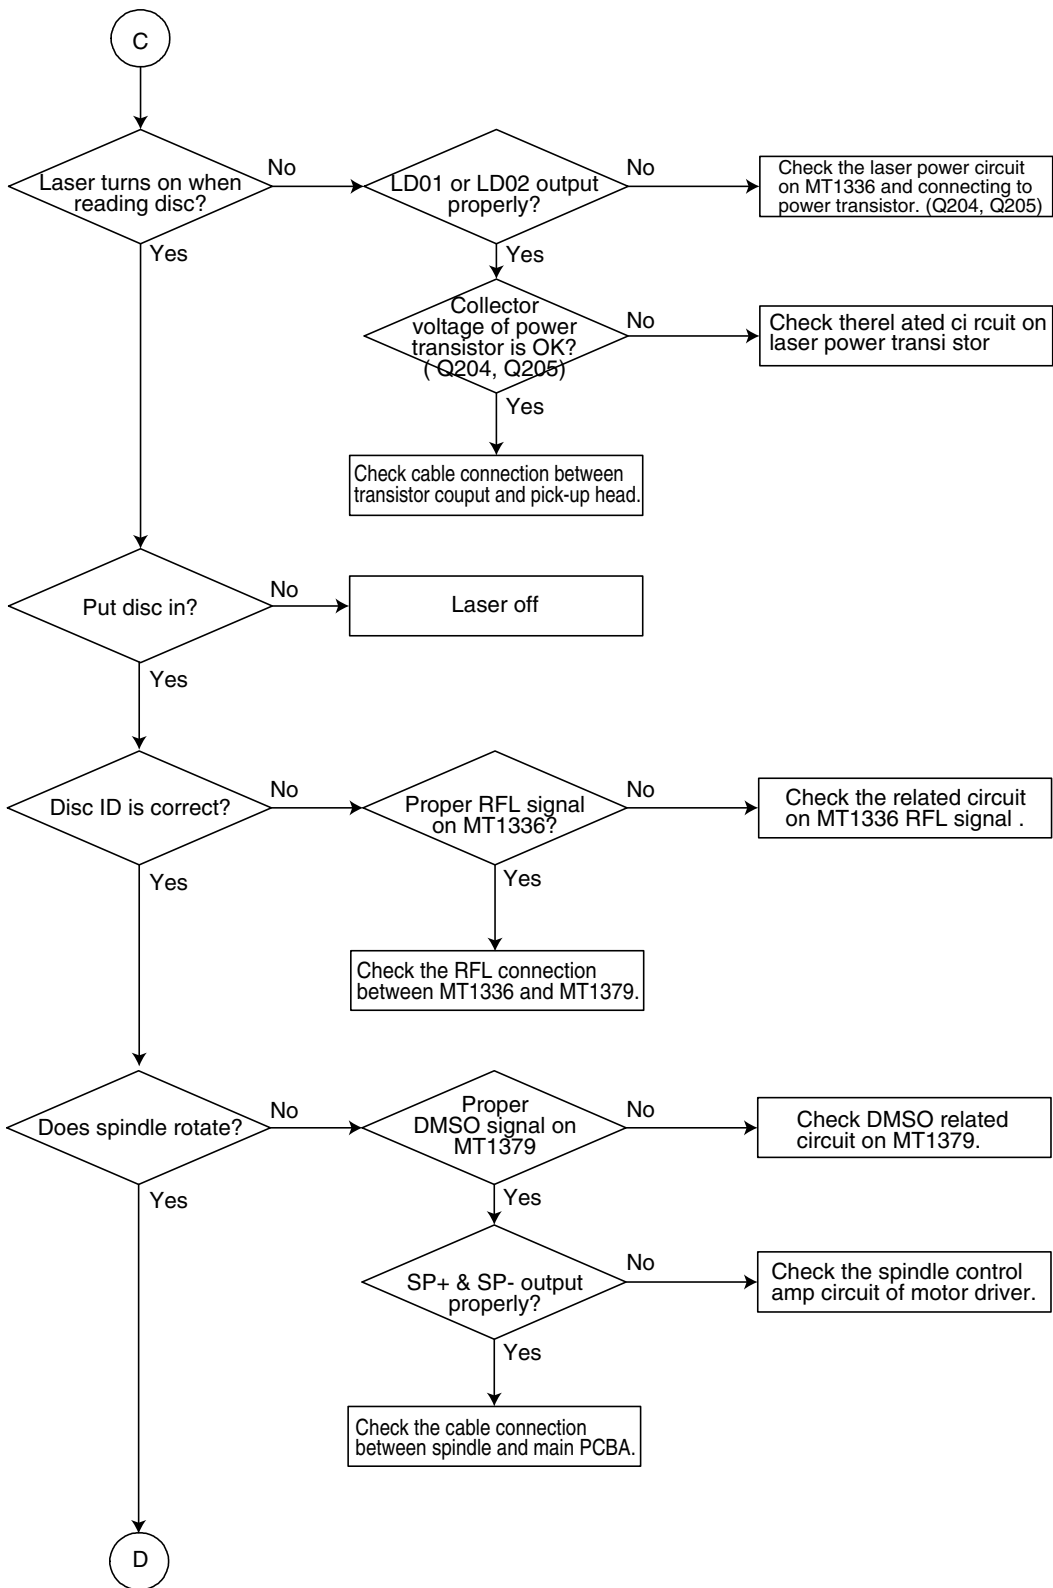 C
Laser turns on when
reading disc?
No
LD01 or LD02 output
properly?
No
Check the laser power circuit
on MT1336 and connecting to
power transistor. (Q204, Q205)
Yes
Yes
Collector
voltage of power
transistor is OK?
( Q204, Q205)
No
Check therel ated ci rcuit on
laser power transi stor
Yes
Check cable connection between
transistor couput and pick-up head.
Put disc in?
No
Laser off
Yes
Disc ID is correct?
No
Proper RFL signal
on MT1336?
No
Check the related circuit
on MT1336 RFL signal .
Yes
Yes
Check the RFL connection
between MT1336 and MT1379.
Does spindle rotate?
No
Proper
DMSO signal on
MT1379
No
Check DMSO related
circuit on MT1379.
Yes
Yes
SP+ & SP- output
properly?
No
Check the spindle control
amp circuit of motor driver.
Yes
Check the cable connection
between spindle and main PCBA.
D